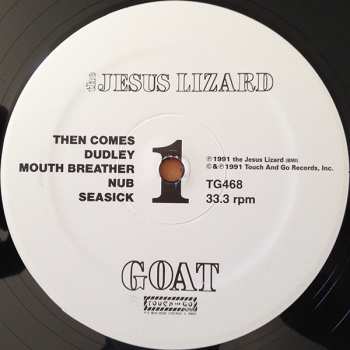 the JESUS LIZARD
THEN COMES
DUDLEY
MOUTH BREATHER
NUB
SEASICK
1
℗1991 the Jesus Lizard (BMI).
©&℗1991 Touch And Go Records, Inc.
TG468
33.3 rpm
GOAT
TOUCH AND GO